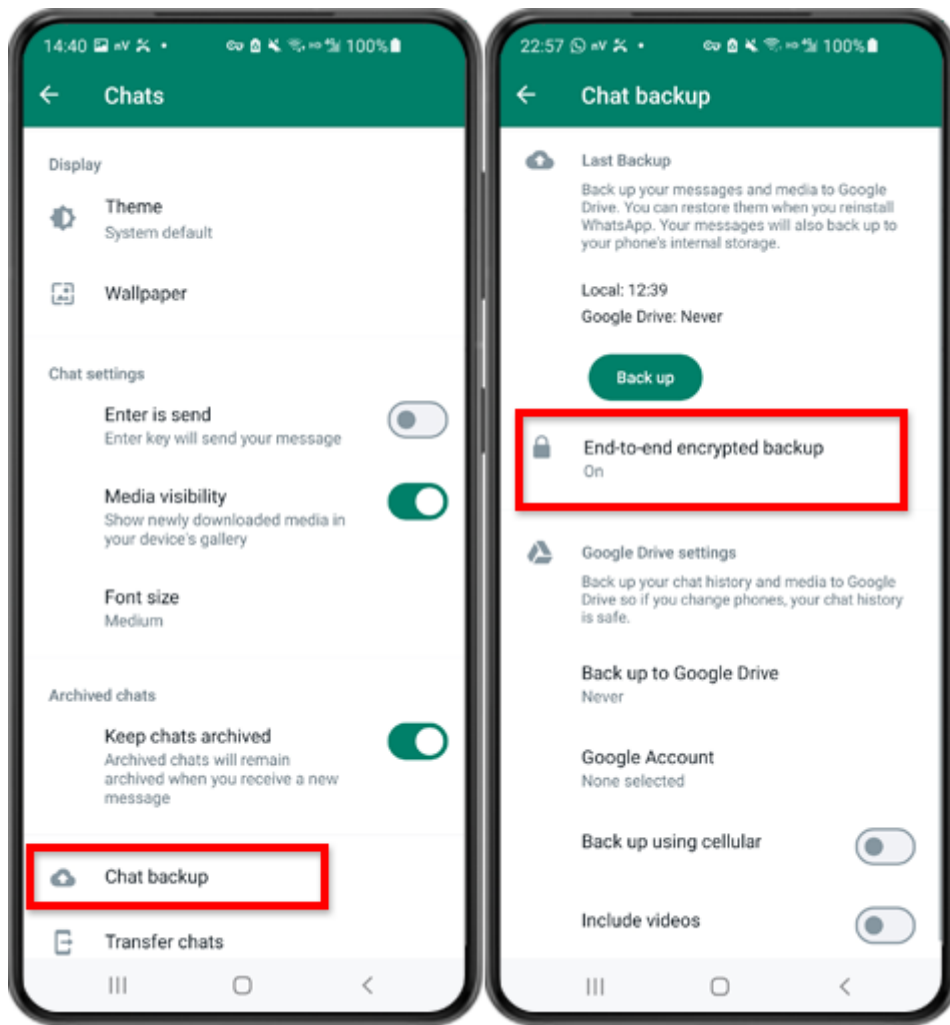 14:40
100%
Chats
Display
Theme
System default
Wallpaper
Chat settings
Enter is send
Enter key will send your message
Media visibility
Show newly downloaded media in
your device's gallery
Font size
Medium
Archived chats
Keep chats archived
Archived chats will remain
archived when you receive a new
message
Chat backup
Transfer chats
22:57
100%
Chat backup
Last Backup
Back up your messages and media to Google
Drive. You can restore them when you reinstall
WhatsApp. Your messages will also back up to
your phone's internal storage.
Local: 12:39
Google Drive: Never
Back up
End-to-end encrypted backup
On
Google Drive settings
Back up your chat history and media to Google
Drive so if you change phones, your chat history
is safe.
Back up to Google Drive
Never
Google Account
None selected
Back up using cellular
Include videos